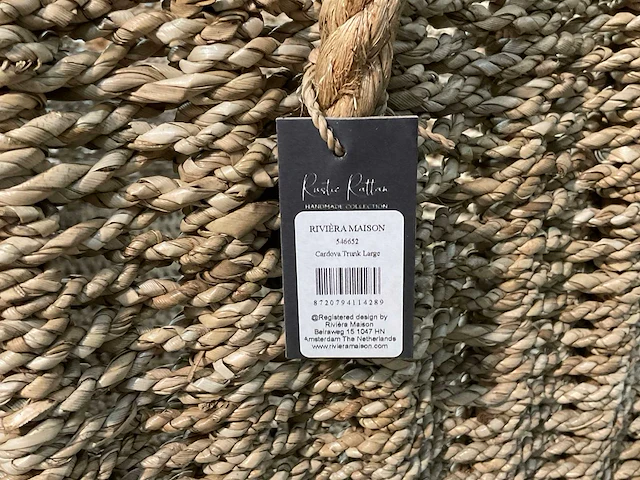 Rustic Rattan
HANDMADE COLLECTION
RIVIÈRA MAISON
546652
Cardova Trunk Large
8720794114289
@Registered design by
Rivièra Maison
Belraweg 15 1047 HN
Amsterdam The Netherlands
www.rivieramaison.com